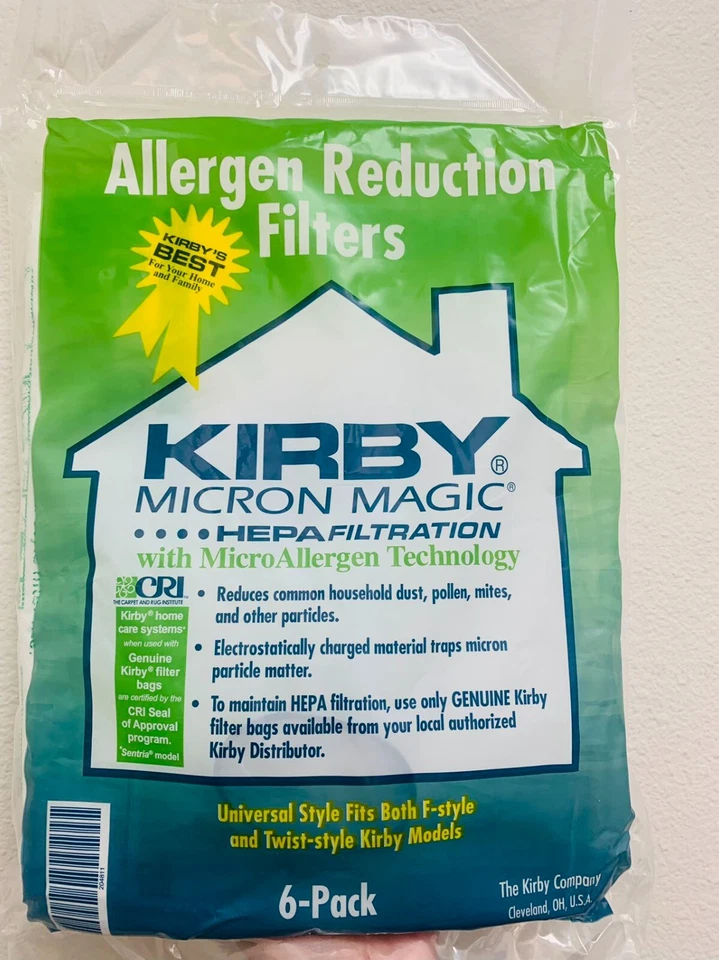 Allergen Reduction
Filters
KIRBY'S
BEST
For Your Home
and Family
KIRBY®
MICRON MAGIC®
••••HEPA FILTRATION
with MicroAllergen Technology
CRI
THE CARPET AND RUG INSTITUTE
Kirby® home
care systems*
when used with
Genuine
Kirby® filter
bags
are certified by the
CRI Seal
of Approval
program.
*Sentria® model
• Reduces common household dust, pollen, mites,
and other particles.
• Electrostatically charged material traps micron
particle matter.
• To maintain HEPA filtration, use only GENUINE Kirby
filter bags available from your local authorized
Kirby Distributor.
Universal Style Fits Both F-style
and Twist-style Kirby Models
204811
6-Pack
The Kirby Company
Cleveland, OH, U.S.A.